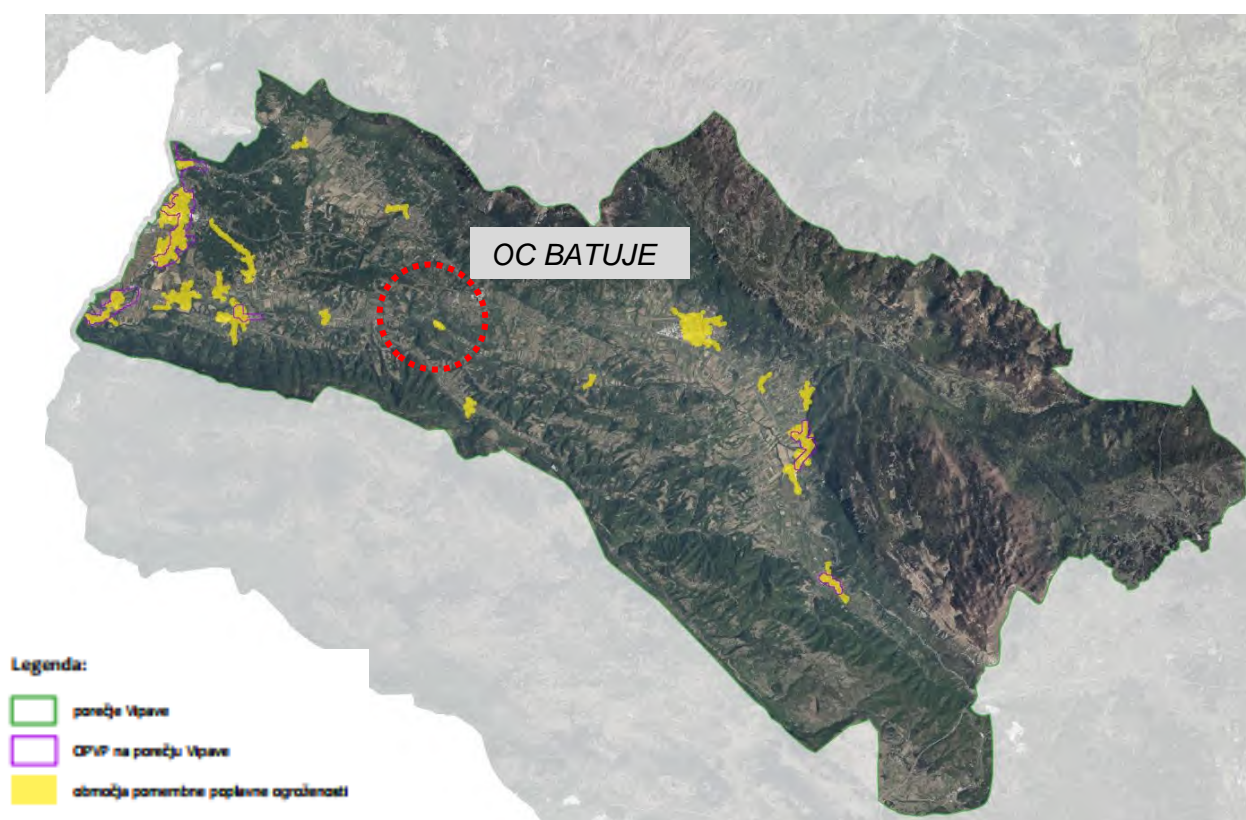 OC BATUJE
Legenda:
porečje Vipave
OPVP na porečju Vipave
območja pomembne poplavne ogroženosti